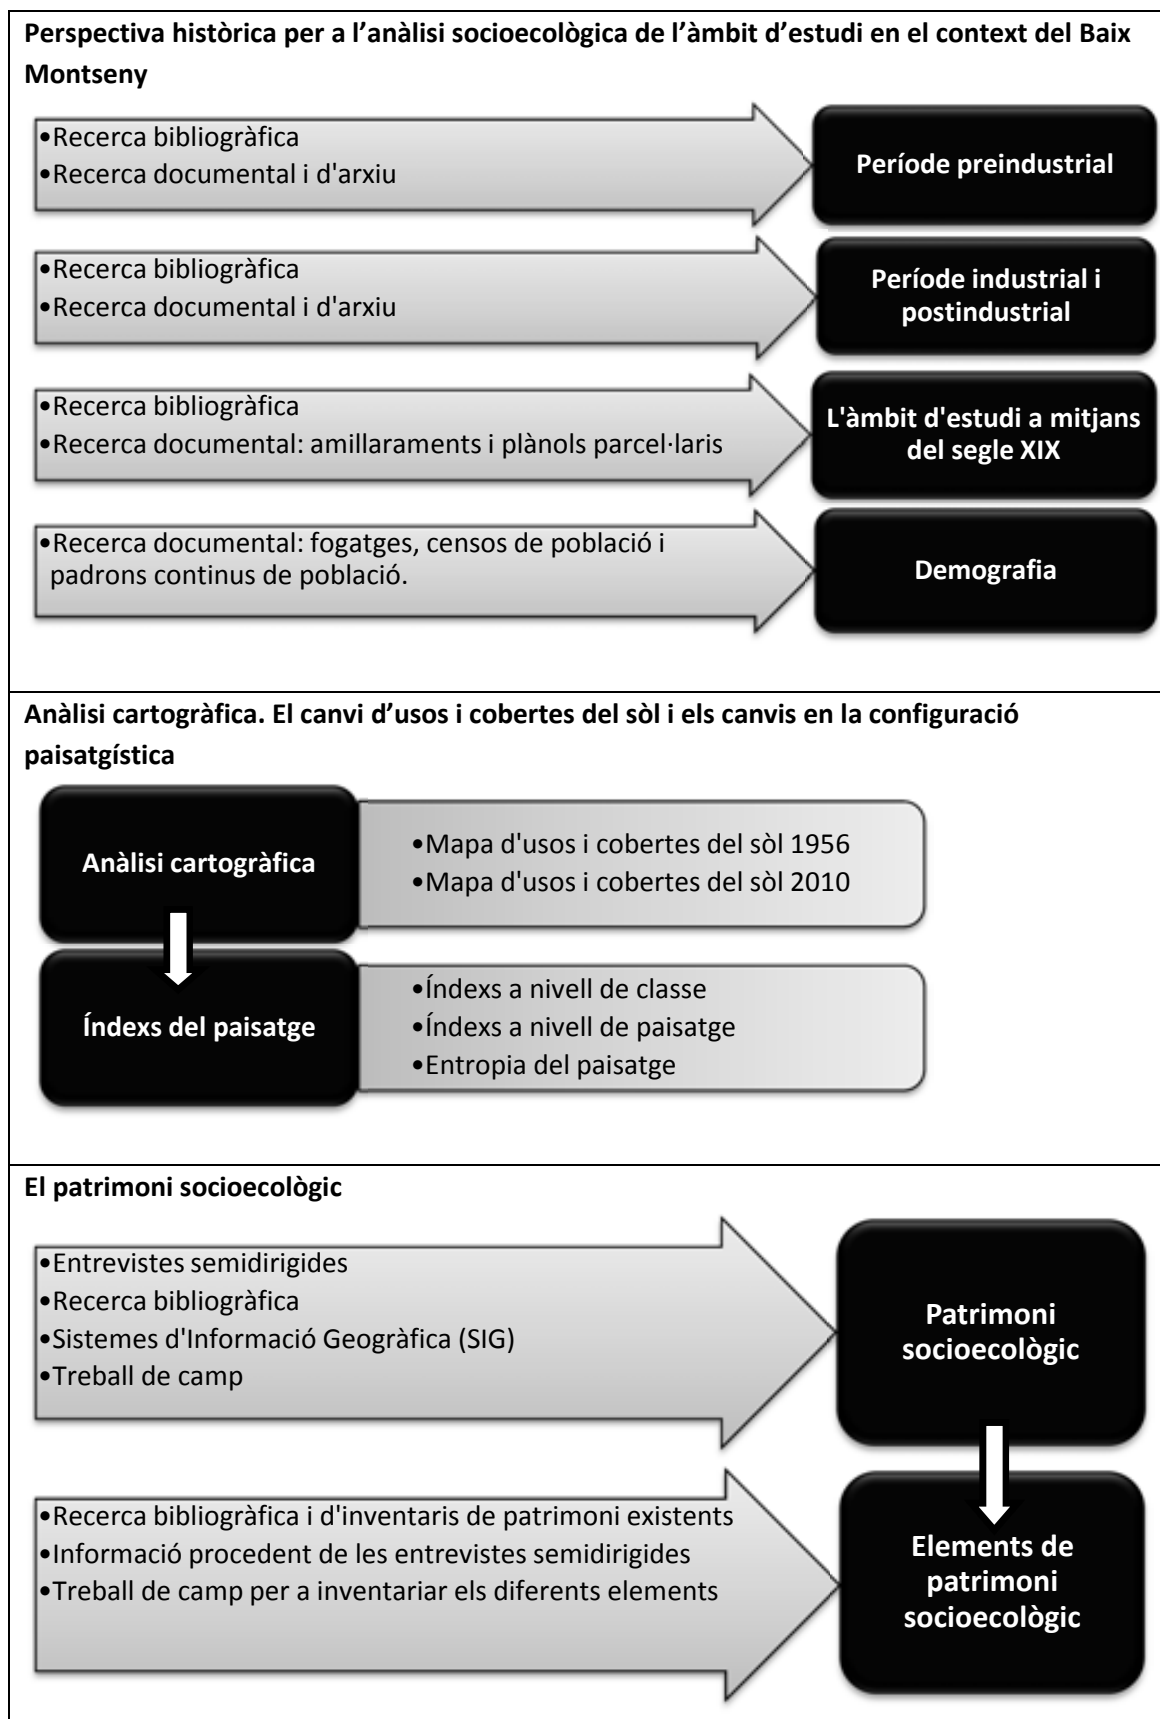 Perspectiva històrica per a l’anàlisi socioecològica de l’àmbit d’estudi en el context del Baix
Montseny
•Recerca bibliogràfica
•Recerca documental i d'arxiu
Període preindustrial
•Recerca bibliogràfica
•Recerca documental i d'arxiu
Període industrial i
postindustrial
•Recerca bibliogràfica
•Recerca documental: amillaraments i plànols parcel·laris
L'àmbit d'estudi a mitjans
del segle XIX
•Recerca documental: fogatges, censos de població i
padrons continus de població.
Demografia
Anàlisi cartogràfica. El canvi d’usos i cobertes del sòl i els canvis en la configuració
paisatgística
Anàlisi cartogràfica
•Mapa d'usos i cobertes del sòl 1956
•Mapa d'usos i cobertes del sòl 2010
Índexs del paisatge
•Índexs a nivell de classe
•Índexs a nivell de paisatge
•Entropia del paisatge
El patrimoni socioecològic
•Entrevistes semidirigides
•Recerca bibliogràfica
•Sistemes d'Informació Geogràfica (SIG)
•Treball de camp
Patrimoni
socioecològic
•Recerca bibliogràfica i d'inventaris de patrimoni existents
•Informació procedent de les entrevistes semidirigides
•Treball de camp per a inventariar els diferents elements
Elements de
patrimoni
socioecològic